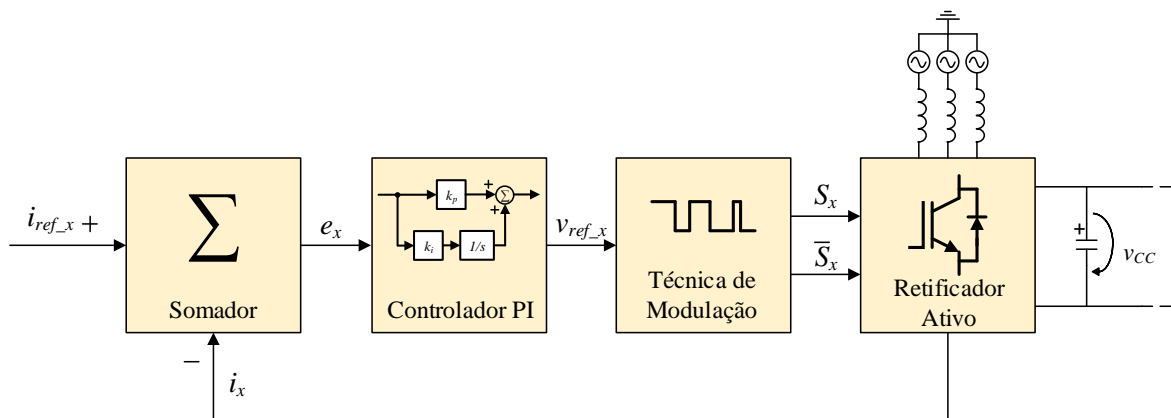 i_ref_x +
Σ
Somador
−
i_x
e_x
k_p
k_i
1/s
+
+
Σ
Controlador PI
v_ref_x
Técnica de
Modulação
S_x
S̅_x
Retificador
Ativo
+
v_CC